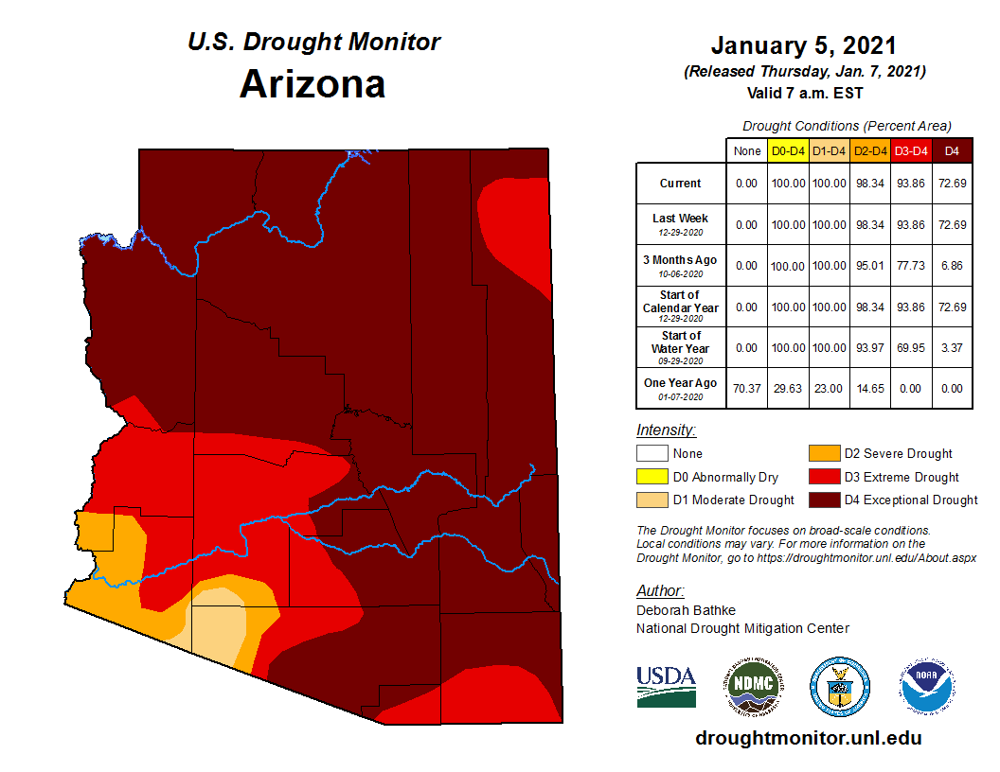 U.S. Drought Monitor
Arizona
January 5, 2021
(Released Thursday, Jan. 7, 2021)
Valid 7 a.m. EST
Drought Conditions (Percent Area)
None D0-D4 D1-D4 D2-D4 D3-D4 D4
Current 0.00 100.00 100.00 98.34 93.86 72.69
Last Week
12-29-2020 0.00 100.00 100.00 98.34 93.86 72.69
3 Months Ago
10-06-2020 0.00 100.00 100.00 95.01 77.73 6.86
Start of
Calendar Year
12-29-2020 0.00 100.00 100.00 98.34 93.86 72.69
Start of
Water Year
09-29-2020 0.00 100.00 100.00 93.97 69.95 3.37
One Year Ago
01-07-2020 70.37 29.63 23.00 14.65 0.00 0.00
Intensity:
None
D0 Abnormally Dry
D1 Moderate Drought
D2 Severe Drought
D3 Extreme Drought
D4 Exceptional Drought
The Drought Monitor focuses on broad-scale conditions.
Local conditions may vary. For more information on the
Drought Monitor, go to https://droughtmonitor.unl.edu/About.aspx
Author:
Deborah Bathke
National Drought Mitigation Center
USDA
NDMC
NOAA
droughtmonitor.unl.edu